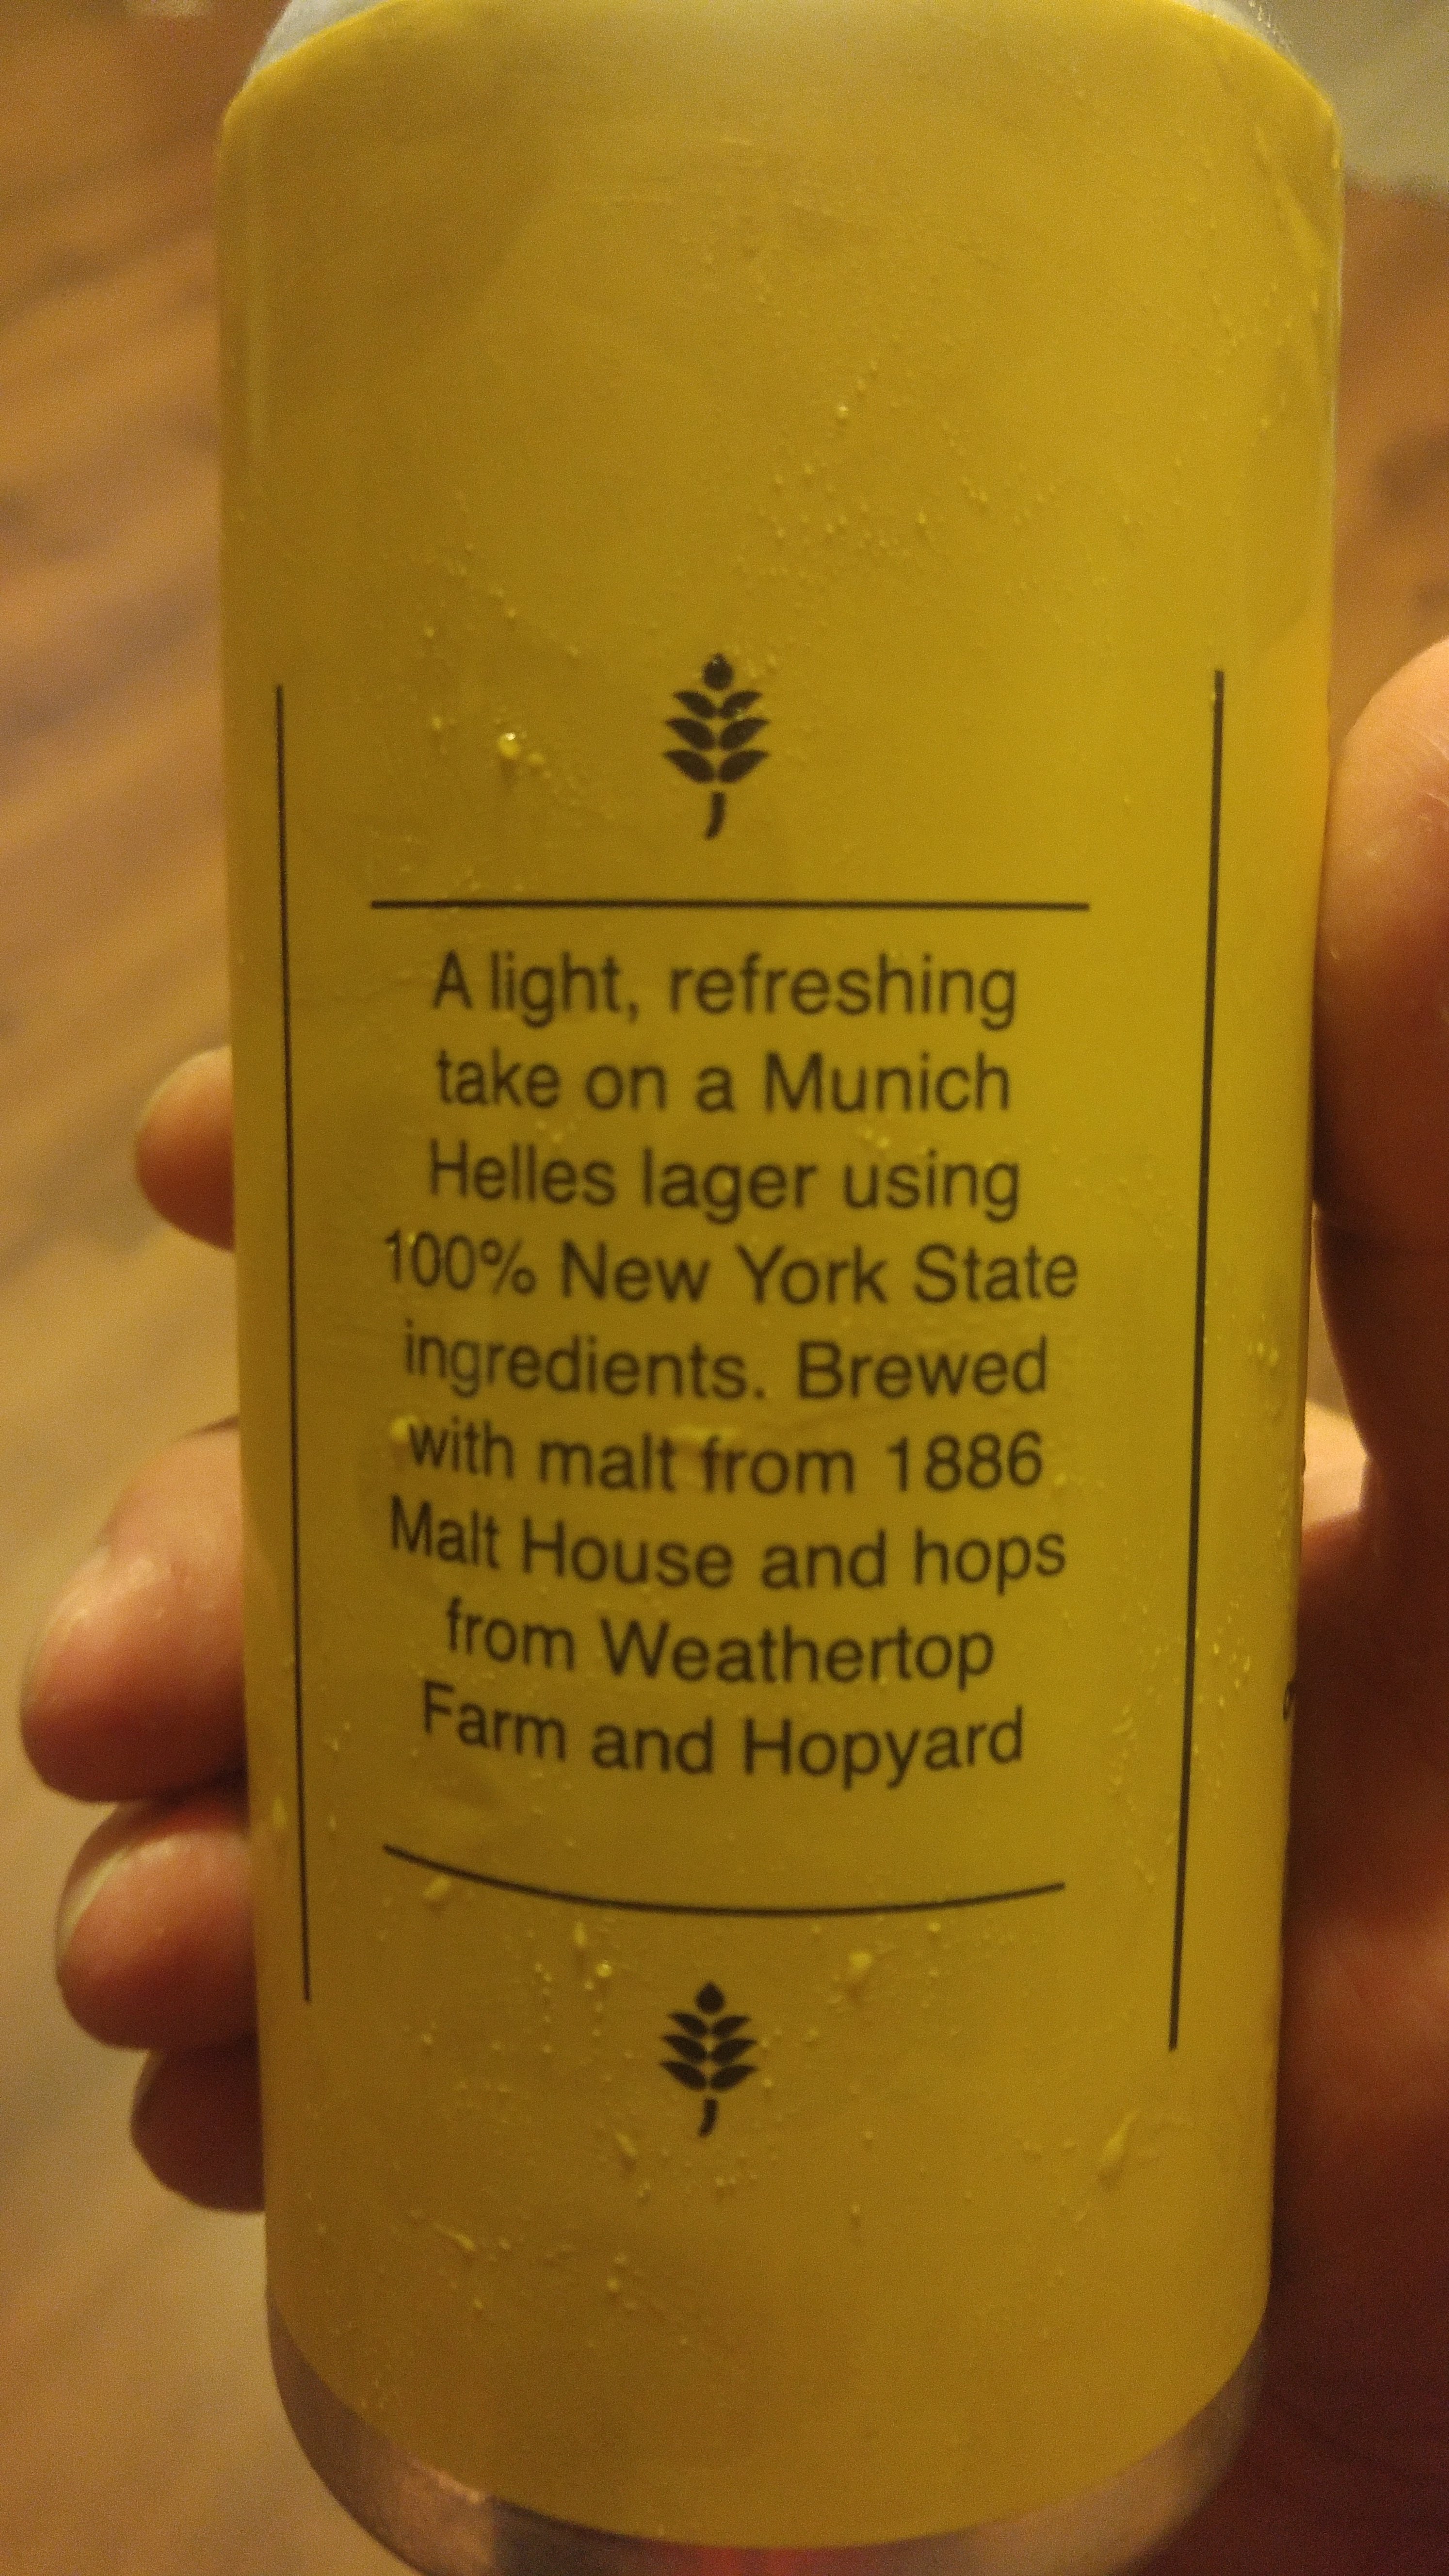 A light, refreshing
take on a Munich
Helles lager using
100% New York State
ingredients. Brewed
with malt from 1886
Malt House and hops
from Weathertop
Farm and Hopyard